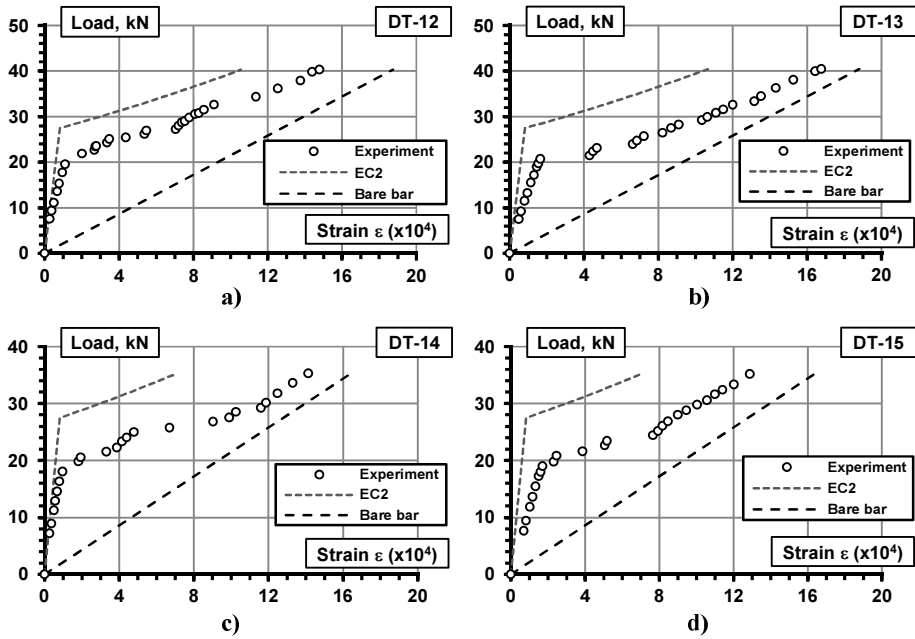 Load, kN
DT-12
50
40
30
20
10
0
Experiment
EC2
Bare bar
Strain ε (x10⁴)
0 4 8 12 16 20
a)
Load, kN
DT-13
50
40
30
20
10
0
Experiment
EC2
Bare bar
Strain ε (x10⁴)
0 4 8 12 16 20
b)
Load, kN
DT-14
40
30
20
10
0
Experiment
EC2
Bare bar
Strain ε (x10⁴)
0 4 8 12 16 20
c)
Load, kN
DT-15
40
30
20
10
0
Experiment
EC2
Bare bar
Strain ε (x10⁴)
0 4 8 12 16 20
d)